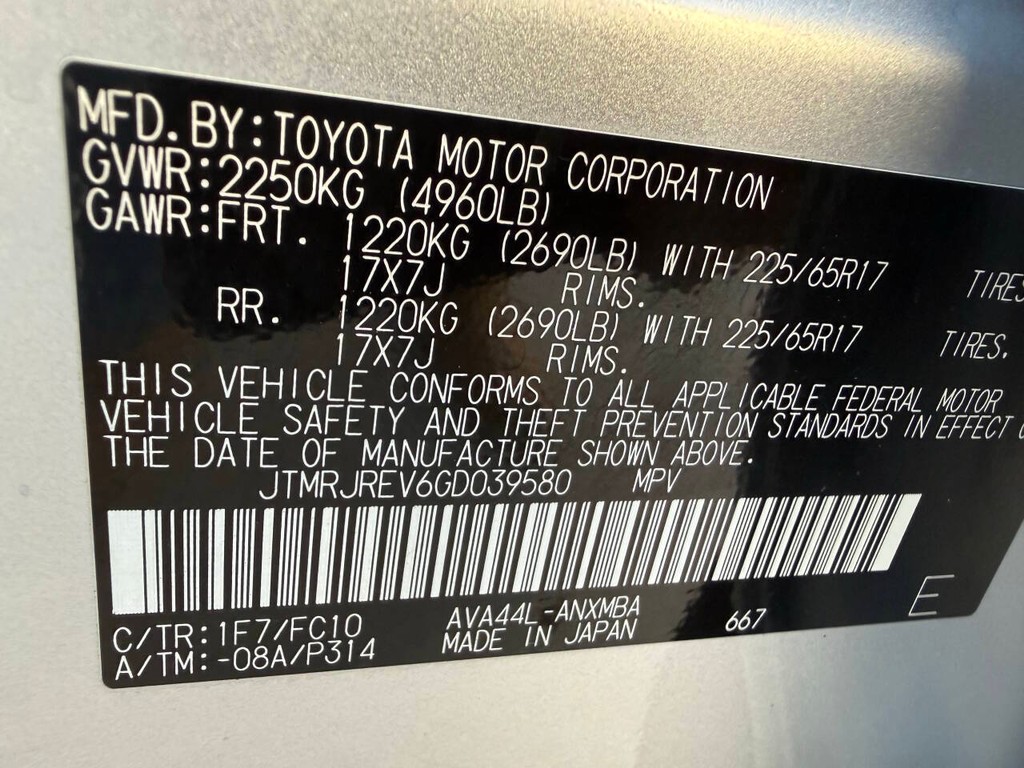 MFD.BY:TOYOTA MOTOR CORPORATION
GVWR:2250KG (4960LB)
GAWR:FRT. 1220KG (2690LB) WITH 225/65R17 TIRES
17X7J RIMS.
RR. 1220KG (2690LB) WITH 225/65R17 TIRES.
17X7J RIMS.
THIS VEHICLE CONFORMS TO ALL APPLICABLE FEDERAL MOTOR
VEHICLE SAFETY AND THEFT PREVENTION STANDARDS IN EFFECT
THE DATE OF MANUFACTURE SHOWN ABOVE.
JTMRJREV6GD039580 MPV
C/TR:1F7/FC10 AVA44L-ANXMBA 667 E
A/TM:-08A/P314 MADE IN JAPAN